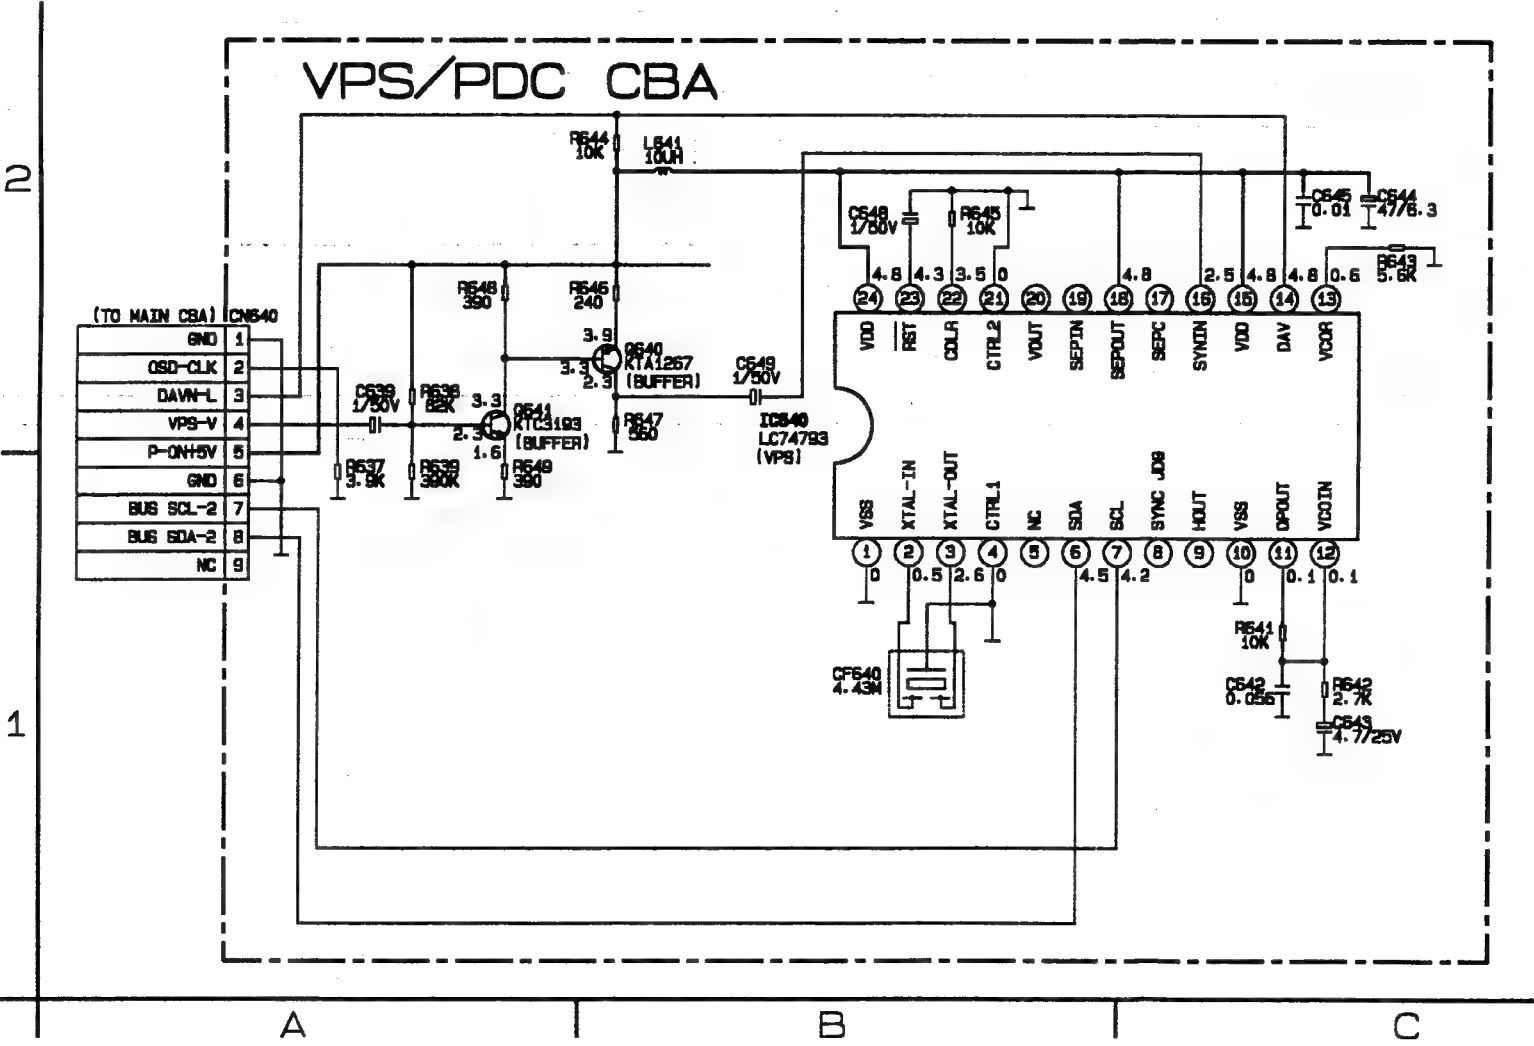 VPS/PDC CBA
2
1
A
B
C
R644
10K
L641
10UH
C648
1/50V
R645
10K
C645
0.01
C644
47/6.3
R643
5.6K
4.8
4.3
3.5
0
4.8
2.5
4.8
4.8
0.6
24
23
22
21
20
19
18
17
16
15
14
13
VDD
RST
CDLR
CTRL2
VOUT
SEPIN
SEPOUT
SEPC
SYNIN
VDD
DAV
VCOR
R648
390
R646
240
(TO MAIN CBA)
CN640
GND 1
OSD-CLK 2
DAVN-L 3
VPS-V 4
P-ON+5V 5
GND 6
BUS SCL-2 7
BUS SDA-2 8
NC 9
3.9
3.3
2.3
Q640
KTA1267
(BUFFER)
C649
1/50V
C639
1/50V
R638
82K
3.3
2.3
1.6
Q641
KTC3193
(BUFFER)
R647
560
R637
3.9K
R639
390K
R649
390
IC640
LC74793
(VPS)
VSS
XTAL-IN
XTAL-OUT
CTRL1
NC
SDA
SCL
SYNC JDG
HOUT
VSS
CPOUT
VCOIN
1
2
3
4
5
6
7
8
9
10
11
12
0
0.5
2.6
0
4.5
4.2
0
0.1
0.1
CF640
4.43M
R641
10K
C642
0.056
R642
2.7K
C643
4.7/25V